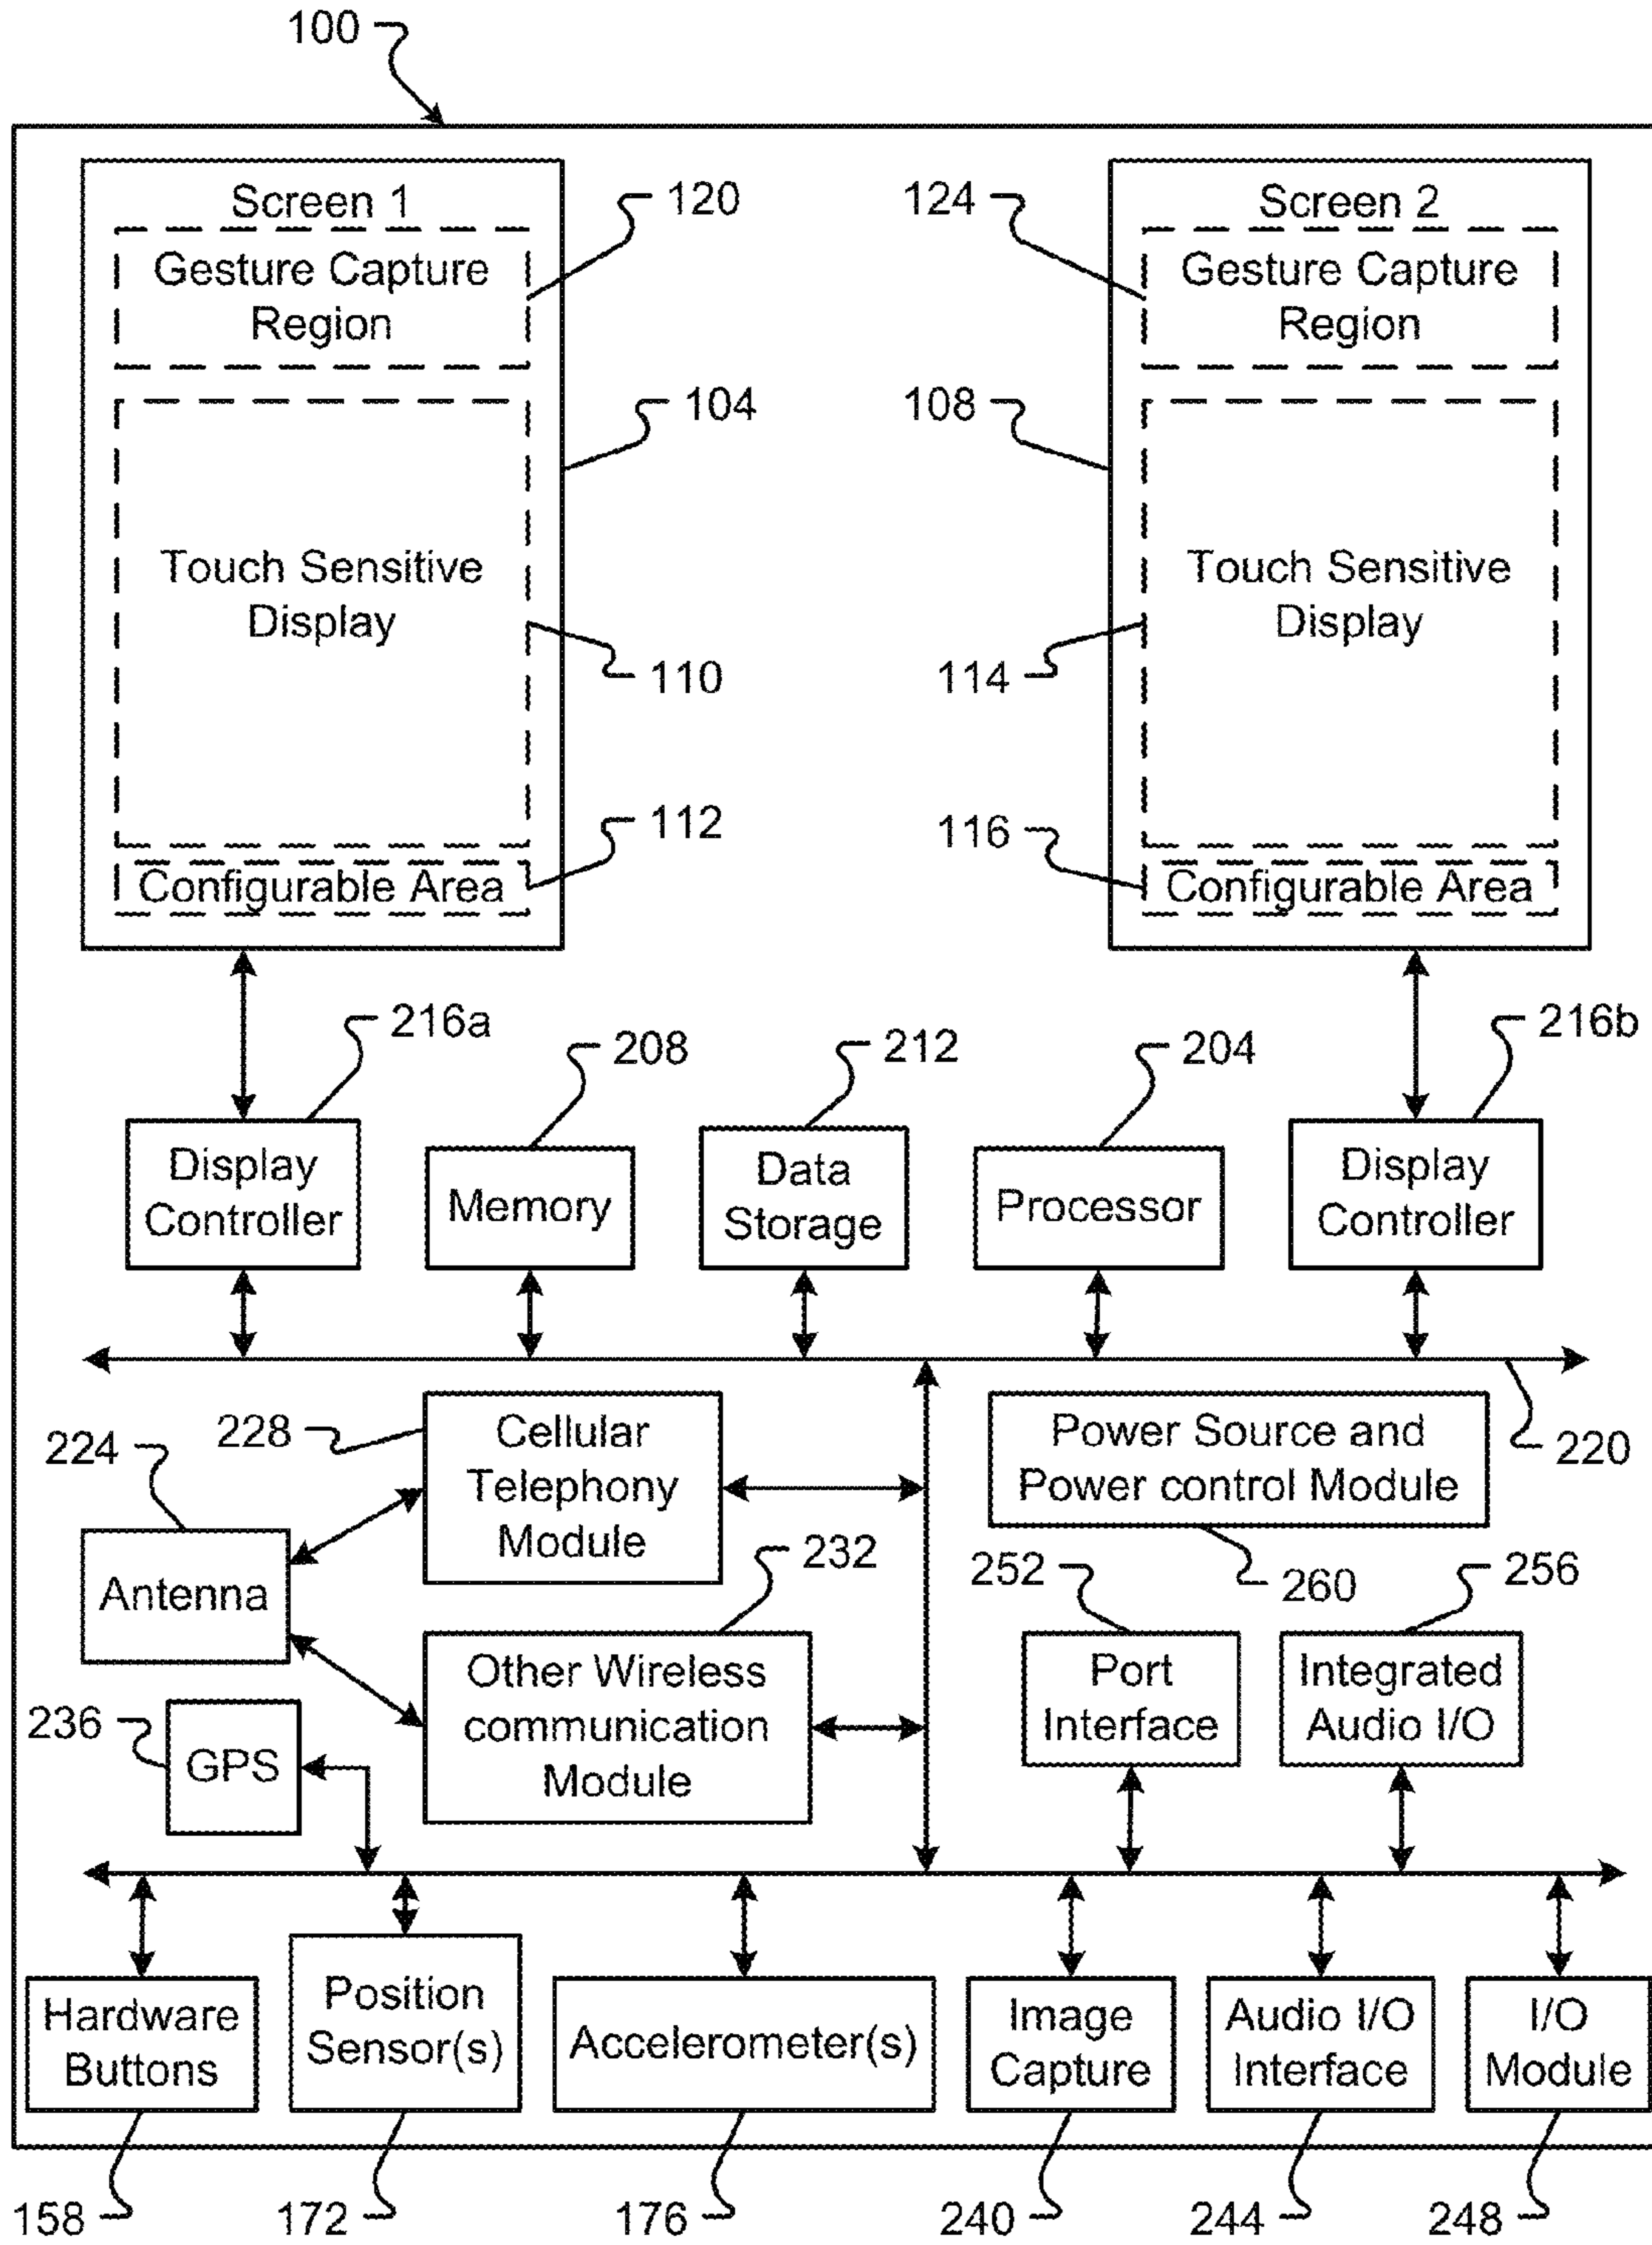 100
Screen 1
120
124
Screen 2
Gesture Capture
Region
Gesture Capture
Region
104
108
Touch Sensitive
Display
Touch Sensitive
Display
110
114
112
116
Configurable Area
Configurable Area
216a
208
212
204
216b
Display
Controller
Memory
Data
Storage
Processor
Display
Controller
224
228
Cellular
Telephony
Module
Power Source and
Power control Module
220
Antenna
232
252
260
256
236
GPS
Other Wireless
communication
Module
Port
Interface
Integrated
Audio I/O
Hardware
Buttons
Position
Sensor(s)
Accelerometer(s)
Image
Capture
Audio I/O
Interface
I/O
Module
158
172
176
240
244
248